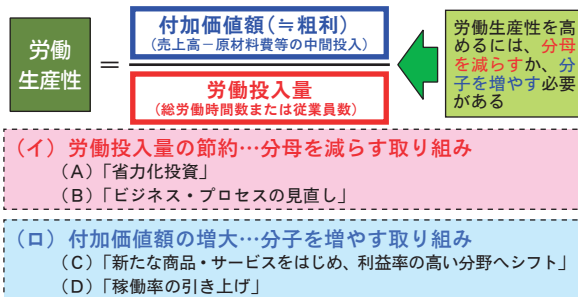 労働
生産性
＝
付加価値額（≒粗利）
（売上高－原材料費等の中間投入）
労働投入量
（総労働時間数または従業員数）
労働生産性を高
めるには、分母
を減らすか、分
子を増やす必要
がある
（イ）労働投入量の節約…分母を減らす取り組み
（A）「省力化投資」
（B）「ビジネス・プロセスの見直し」
（ロ）付加価値額の増大…分子を増やす取り組み
（C）「新たな商品・サービスをはじめ、利益率の高い分野へシフト」
（D）「稼働率の引き上げ」